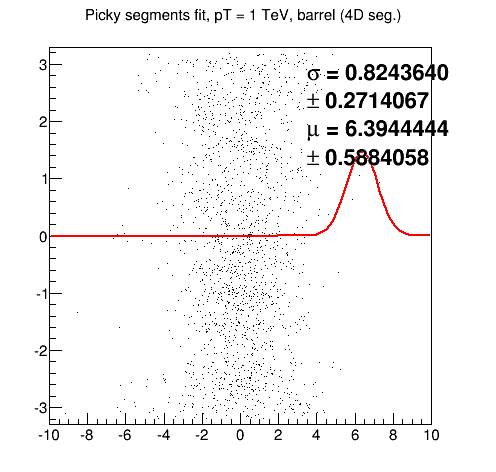 Picky segments fit, pT = 1 TeV, barrel (4D seg.)
σ = 0.8243640
± 0.2714067
μ = 6.3944444
± 0.5884058
3
2
1
0
-1
-2
-3
-10 -8 -6 -4 -2 0 2 4 6 8 10